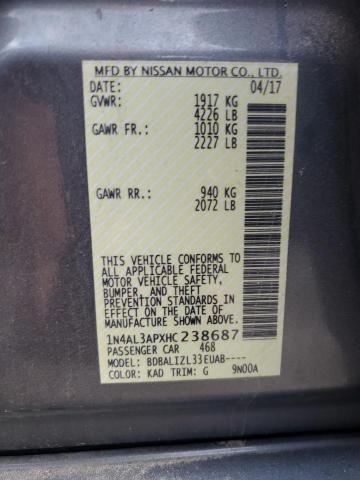 MFD BY NISSAN MOTOR CO., LTD.
DATE: 04/17
GVWR: 1917 KG
4226 LB
GAWR FR.: 1010 KG
2227 LB
GAWR RR.: 940 KG
2072 LB
THIS VEHICLE CONFORMS TO
ALL APPLICABLE FEDERAL
MOTOR VEHICLE SAFETY,
BUMPER, AND THEFT
PREVENTION STANDARDS IN
EFFECT ON THE DATE OF
MANUFACTURE SHOWN ABOVE.
1N4AL3APXHC238687
PASSENGER CAR 468
MODEL: BDBALIZL33EUAB----
COLOR: KAD TRIM: G 9N00A